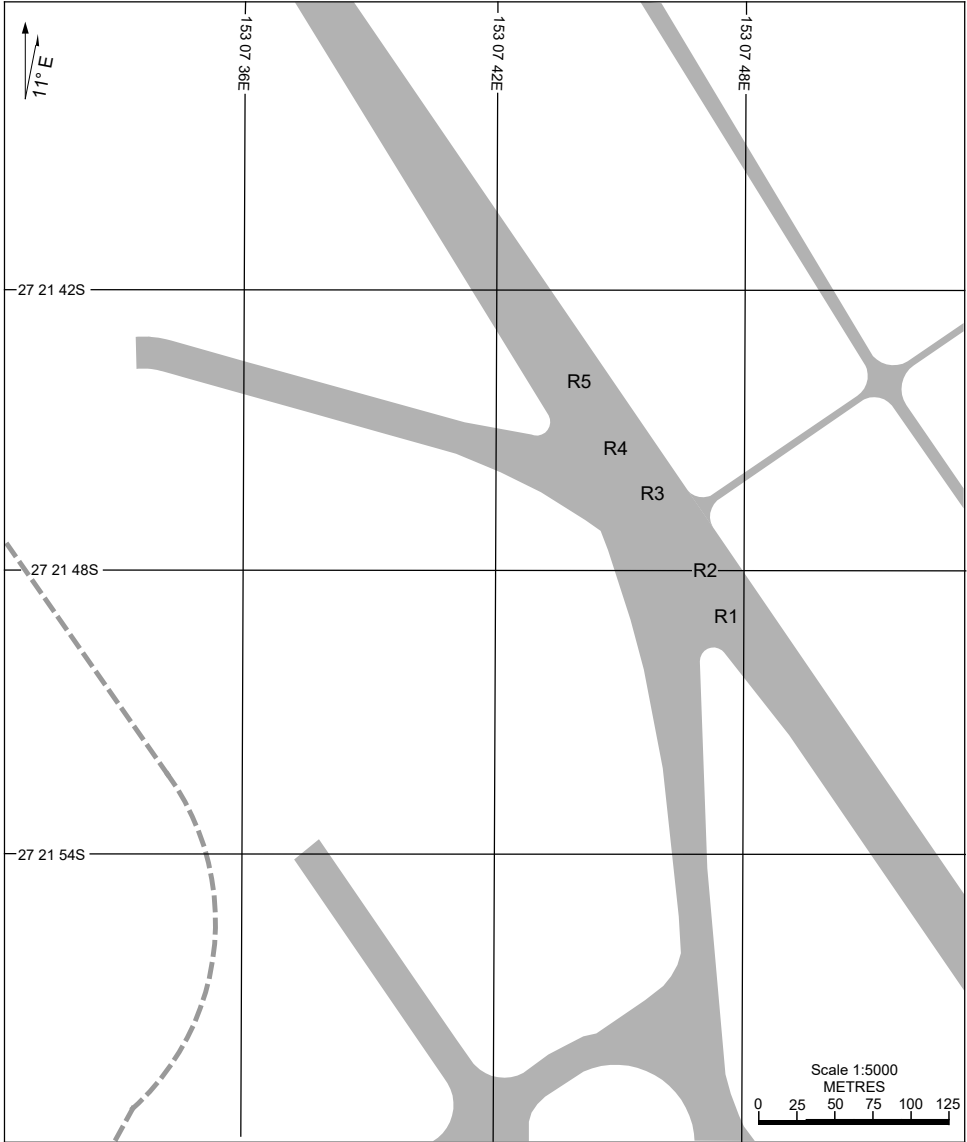 153 07 36E
153 07 42E
153 07 48E
11° E
27 21 42S
R5
R4
R3
27 21 48S
R2
R1
27 21 54S
Scale 1:5000
METRES
0 25 50 75 100 125